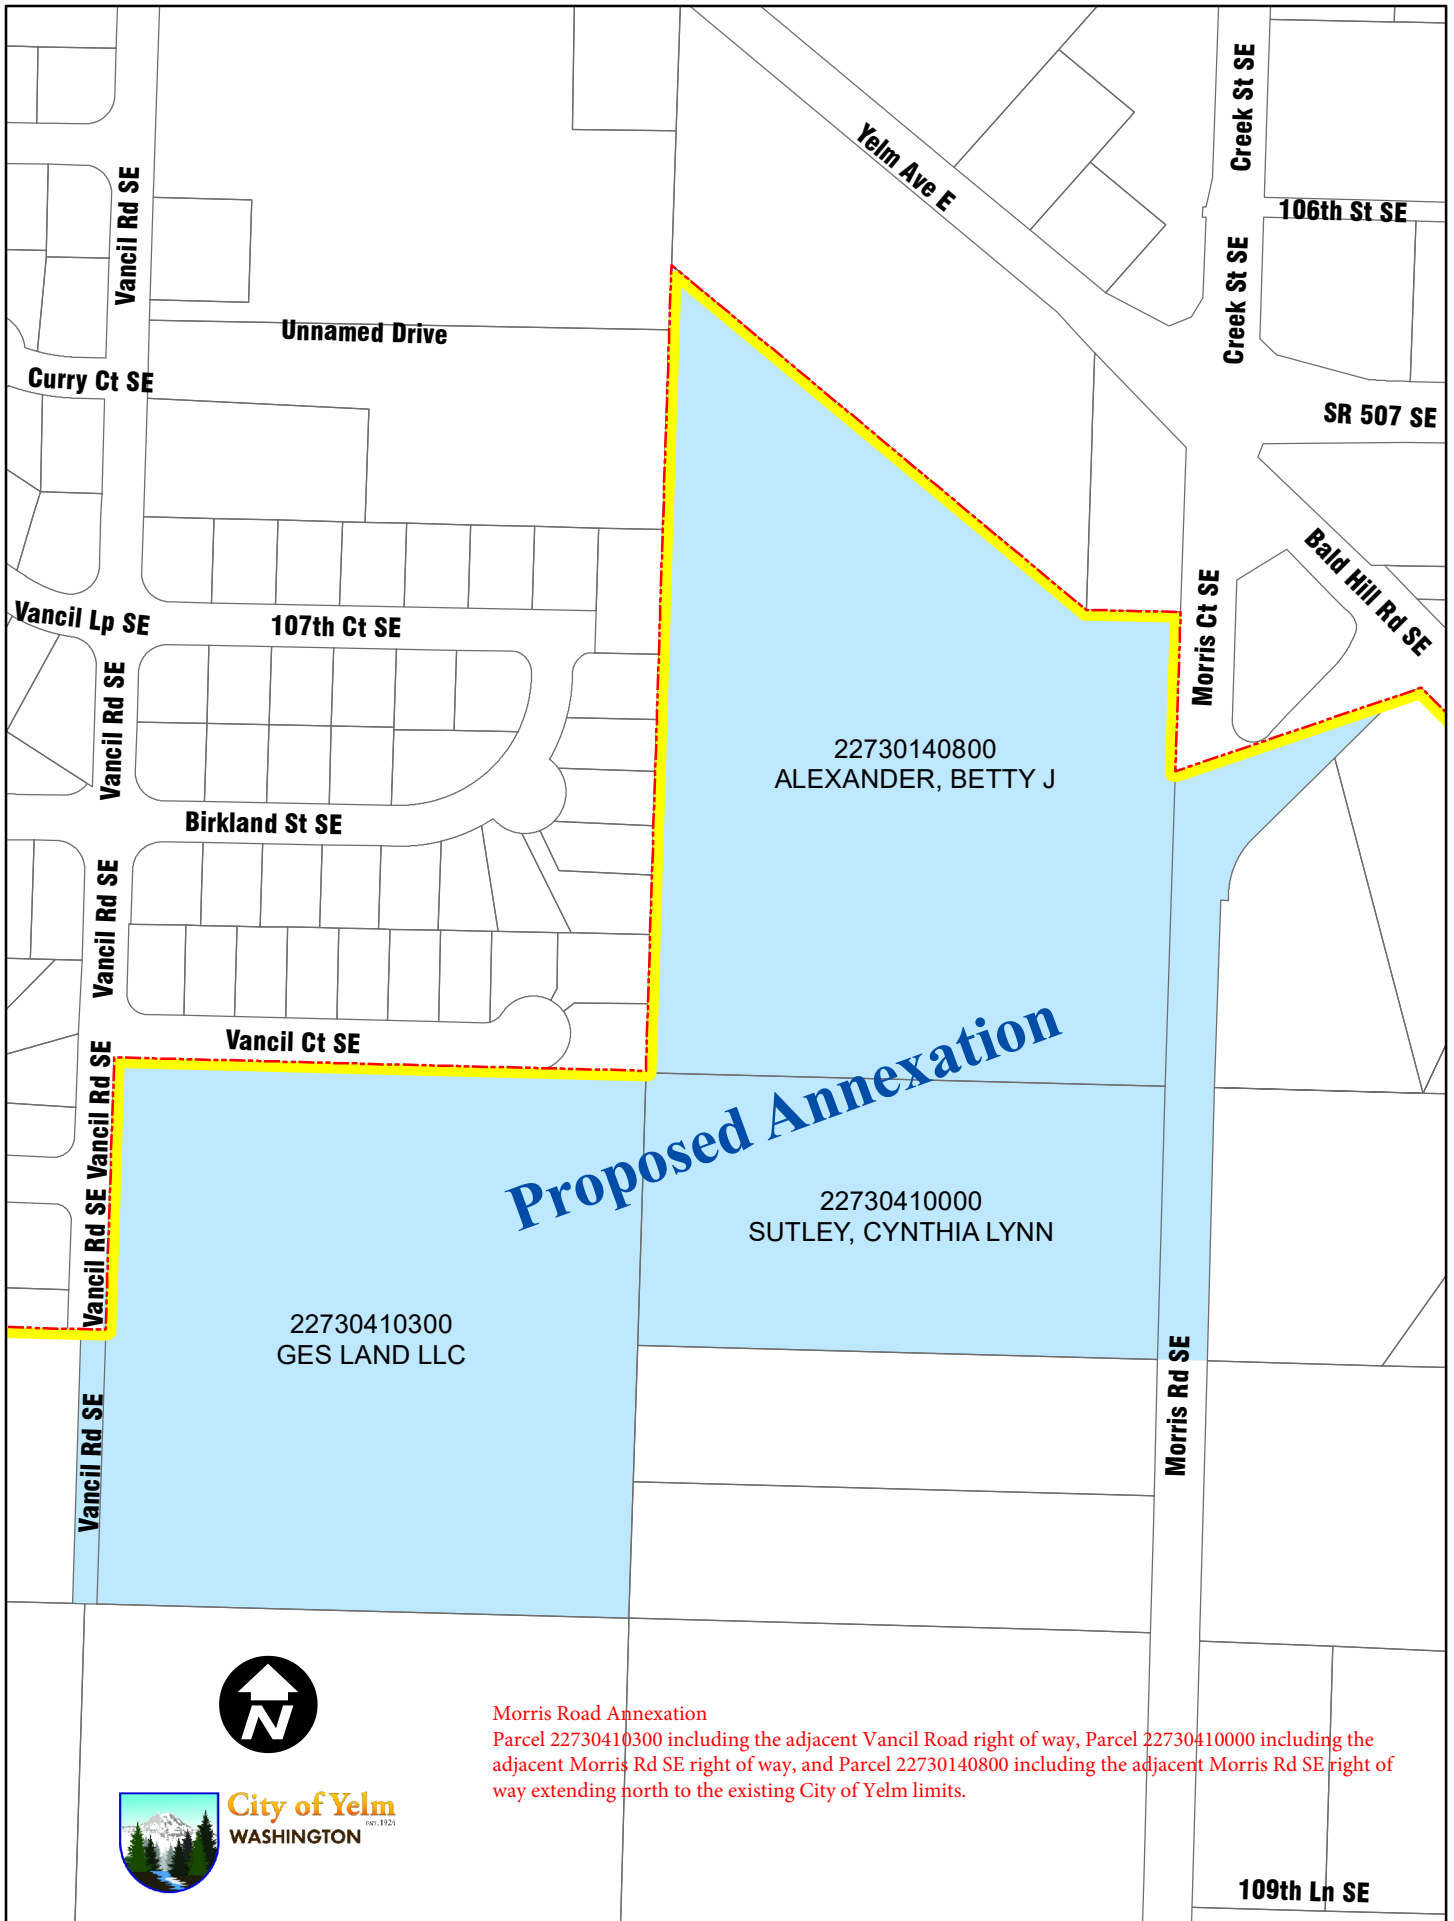 Creek St SE
Yelm Ave E
Vancil Rd SE
106th St SE
Creek St SE
Unnamed Drive
Curry Ct SE
SR 507 SE
Bald Hill Rd SE
Morris Ct SE
Vancil Lp SE
107th Ct SE
Vancil Rd SE
22730140800
ALEXANDER, BETTY J
Birkland St SE
Vancil Rd SE
Vancil Ct SE
Proposed Annexation
Vancil Rd SE
Vancil Rd SE
22730410000
SUTLEY, CYNTHIA LYNN
22730410300
GES LAND LLC
Morris Rd SE
Vancil Rd SE
N
Morris Road Annexation
Parcel 22730410300 including the adjacent Vancil Road right of way, Parcel 22730410000 including the
adjacent Morris Rd SE right of way, and Parcel 22730140800 including the adjacent Morris Rd SE right of
way extending north to the existing City of Yelm limits.
City of Yelm
EST. 1924
WASHINGTON
109th Ln SE